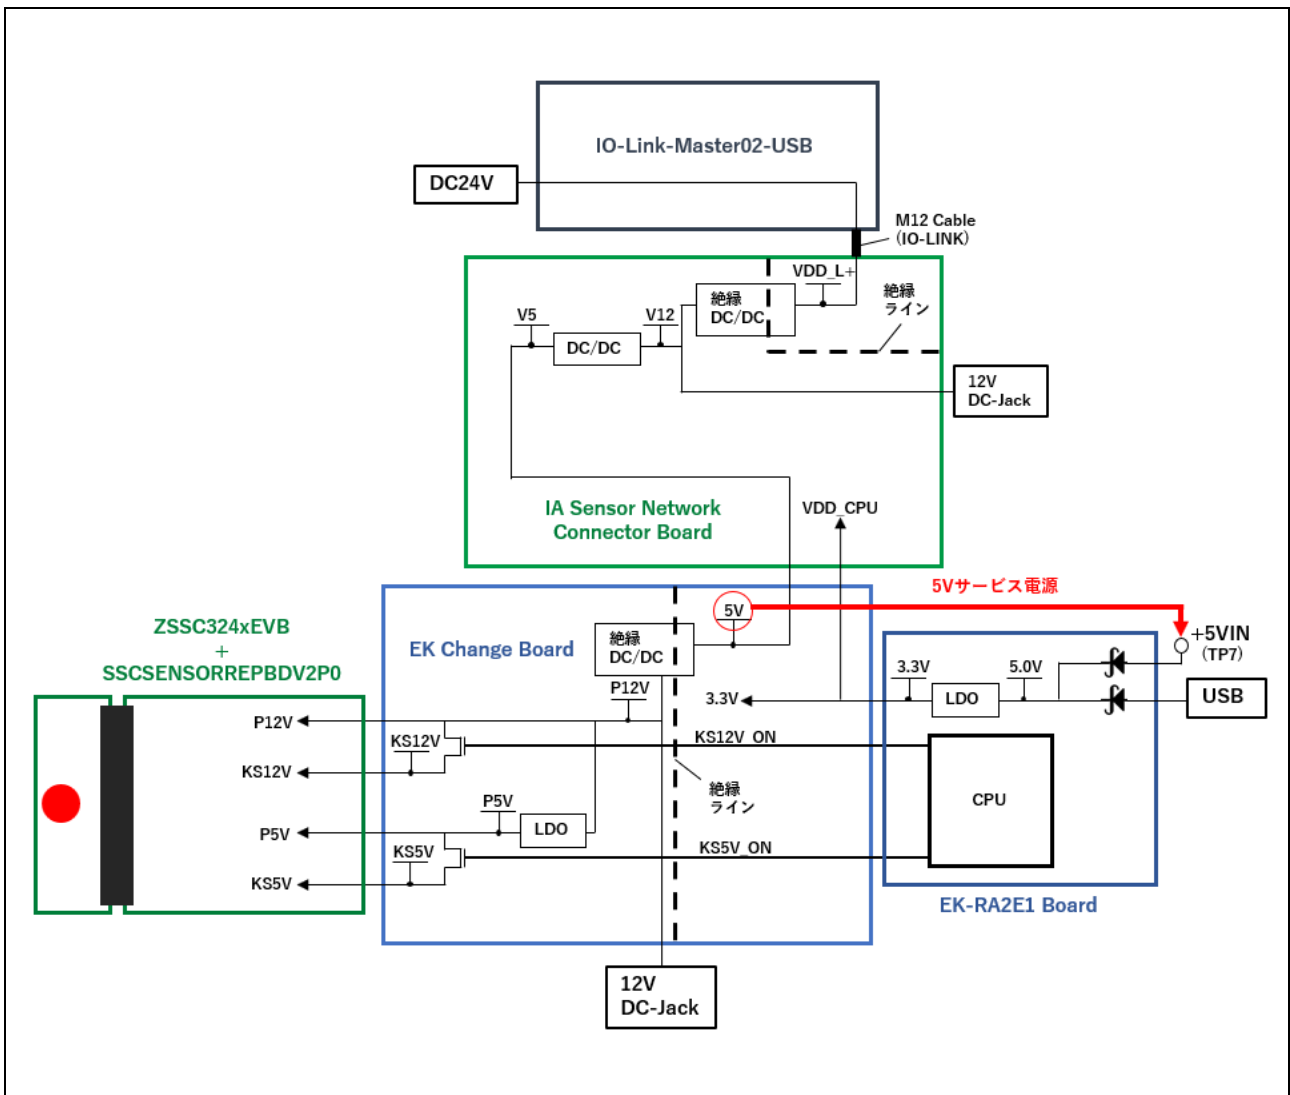 IO-Link-Master02-USB
DC24V
M12 Cable
(IO-LINK)
VDD_L+
絶縁
DC/DC
絶縁
ライン
V5
V12
DC/DC
12V
DC-Jack
IA Sensor Network
Connector Board
VDD_CPU
5Vサービス電源
5V
+5VIN
(TP7)
ZSSC324xEVB
+
SSCSENSORREPBDV2P0
EK Change Board
絶縁
DC/DC
P12V
3.3V
3.3V
LDO
5.0V
USB
P12V
KS12V
KS12V_ON
KS12V
絶縁
ライン
CPU
P5V
LDO
P5V
KS5V
KS5V_ON
KS5V
EK-RA2E1 Board
12V
DC-Jack